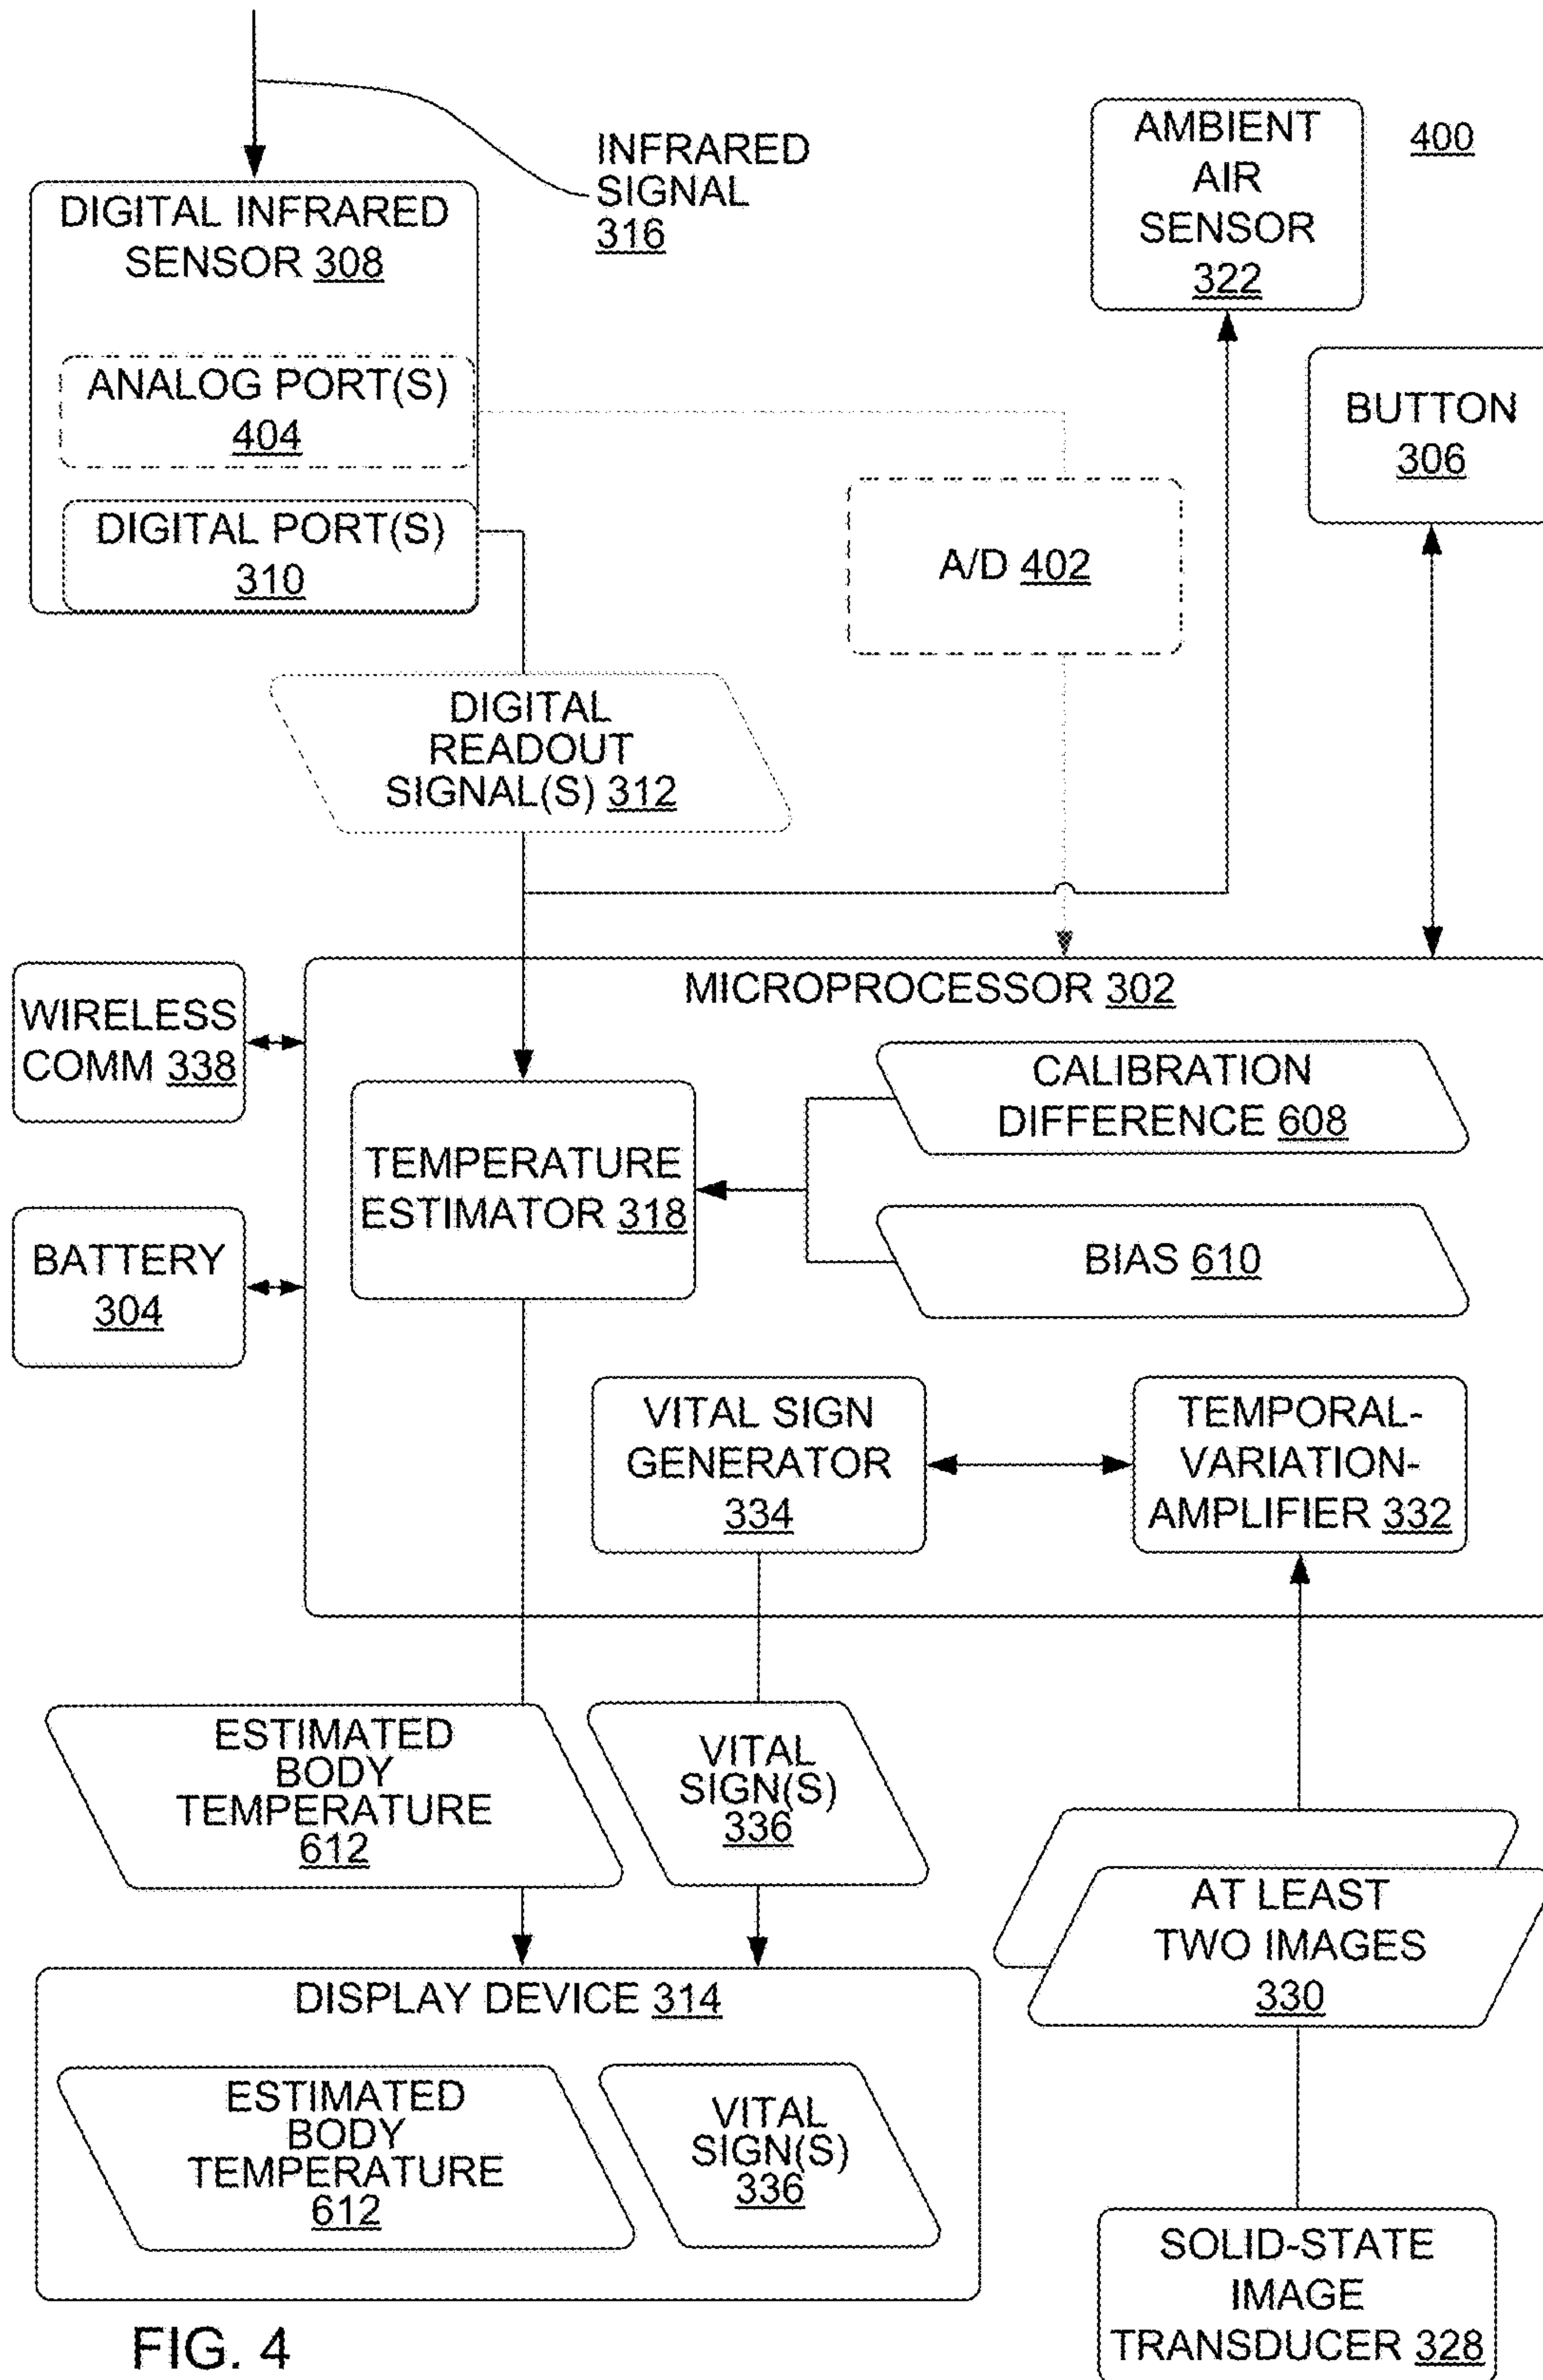 INFRARED
SIGNAL
316
AMBIENT
AIR
SENSOR
322
400
DIGITAL INFRARED
SENSOR 308
ANALOG PORT(S)
404
DIGITAL PORT(S)
310
BUTTON
306
A/D 402
DIGITAL
READOUT
SIGNAL(S) 312
MICROPROCESSOR 302
WIRELESS
COMM 338
CALIBRATION
DIFFERENCE 608
TEMPERATURE
ESTIMATOR 318
BATTERY
304
BIAS 610
VITAL SIGN
GENERATOR
334
TEMPORAL-
VARIATION-
AMPLIFIER 332
ESTIMATED
BODY
TEMPERATURE
612
VITAL
SIGN(S)
336
AT LEAST
TWO IMAGES
330
DISPLAY DEVICE 314
ESTIMATED
BODY
TEMPERATURE
612
VITAL
SIGN(S)
336
SOLID-STATE
IMAGE
TRANSDUCER 328
FIG. 4